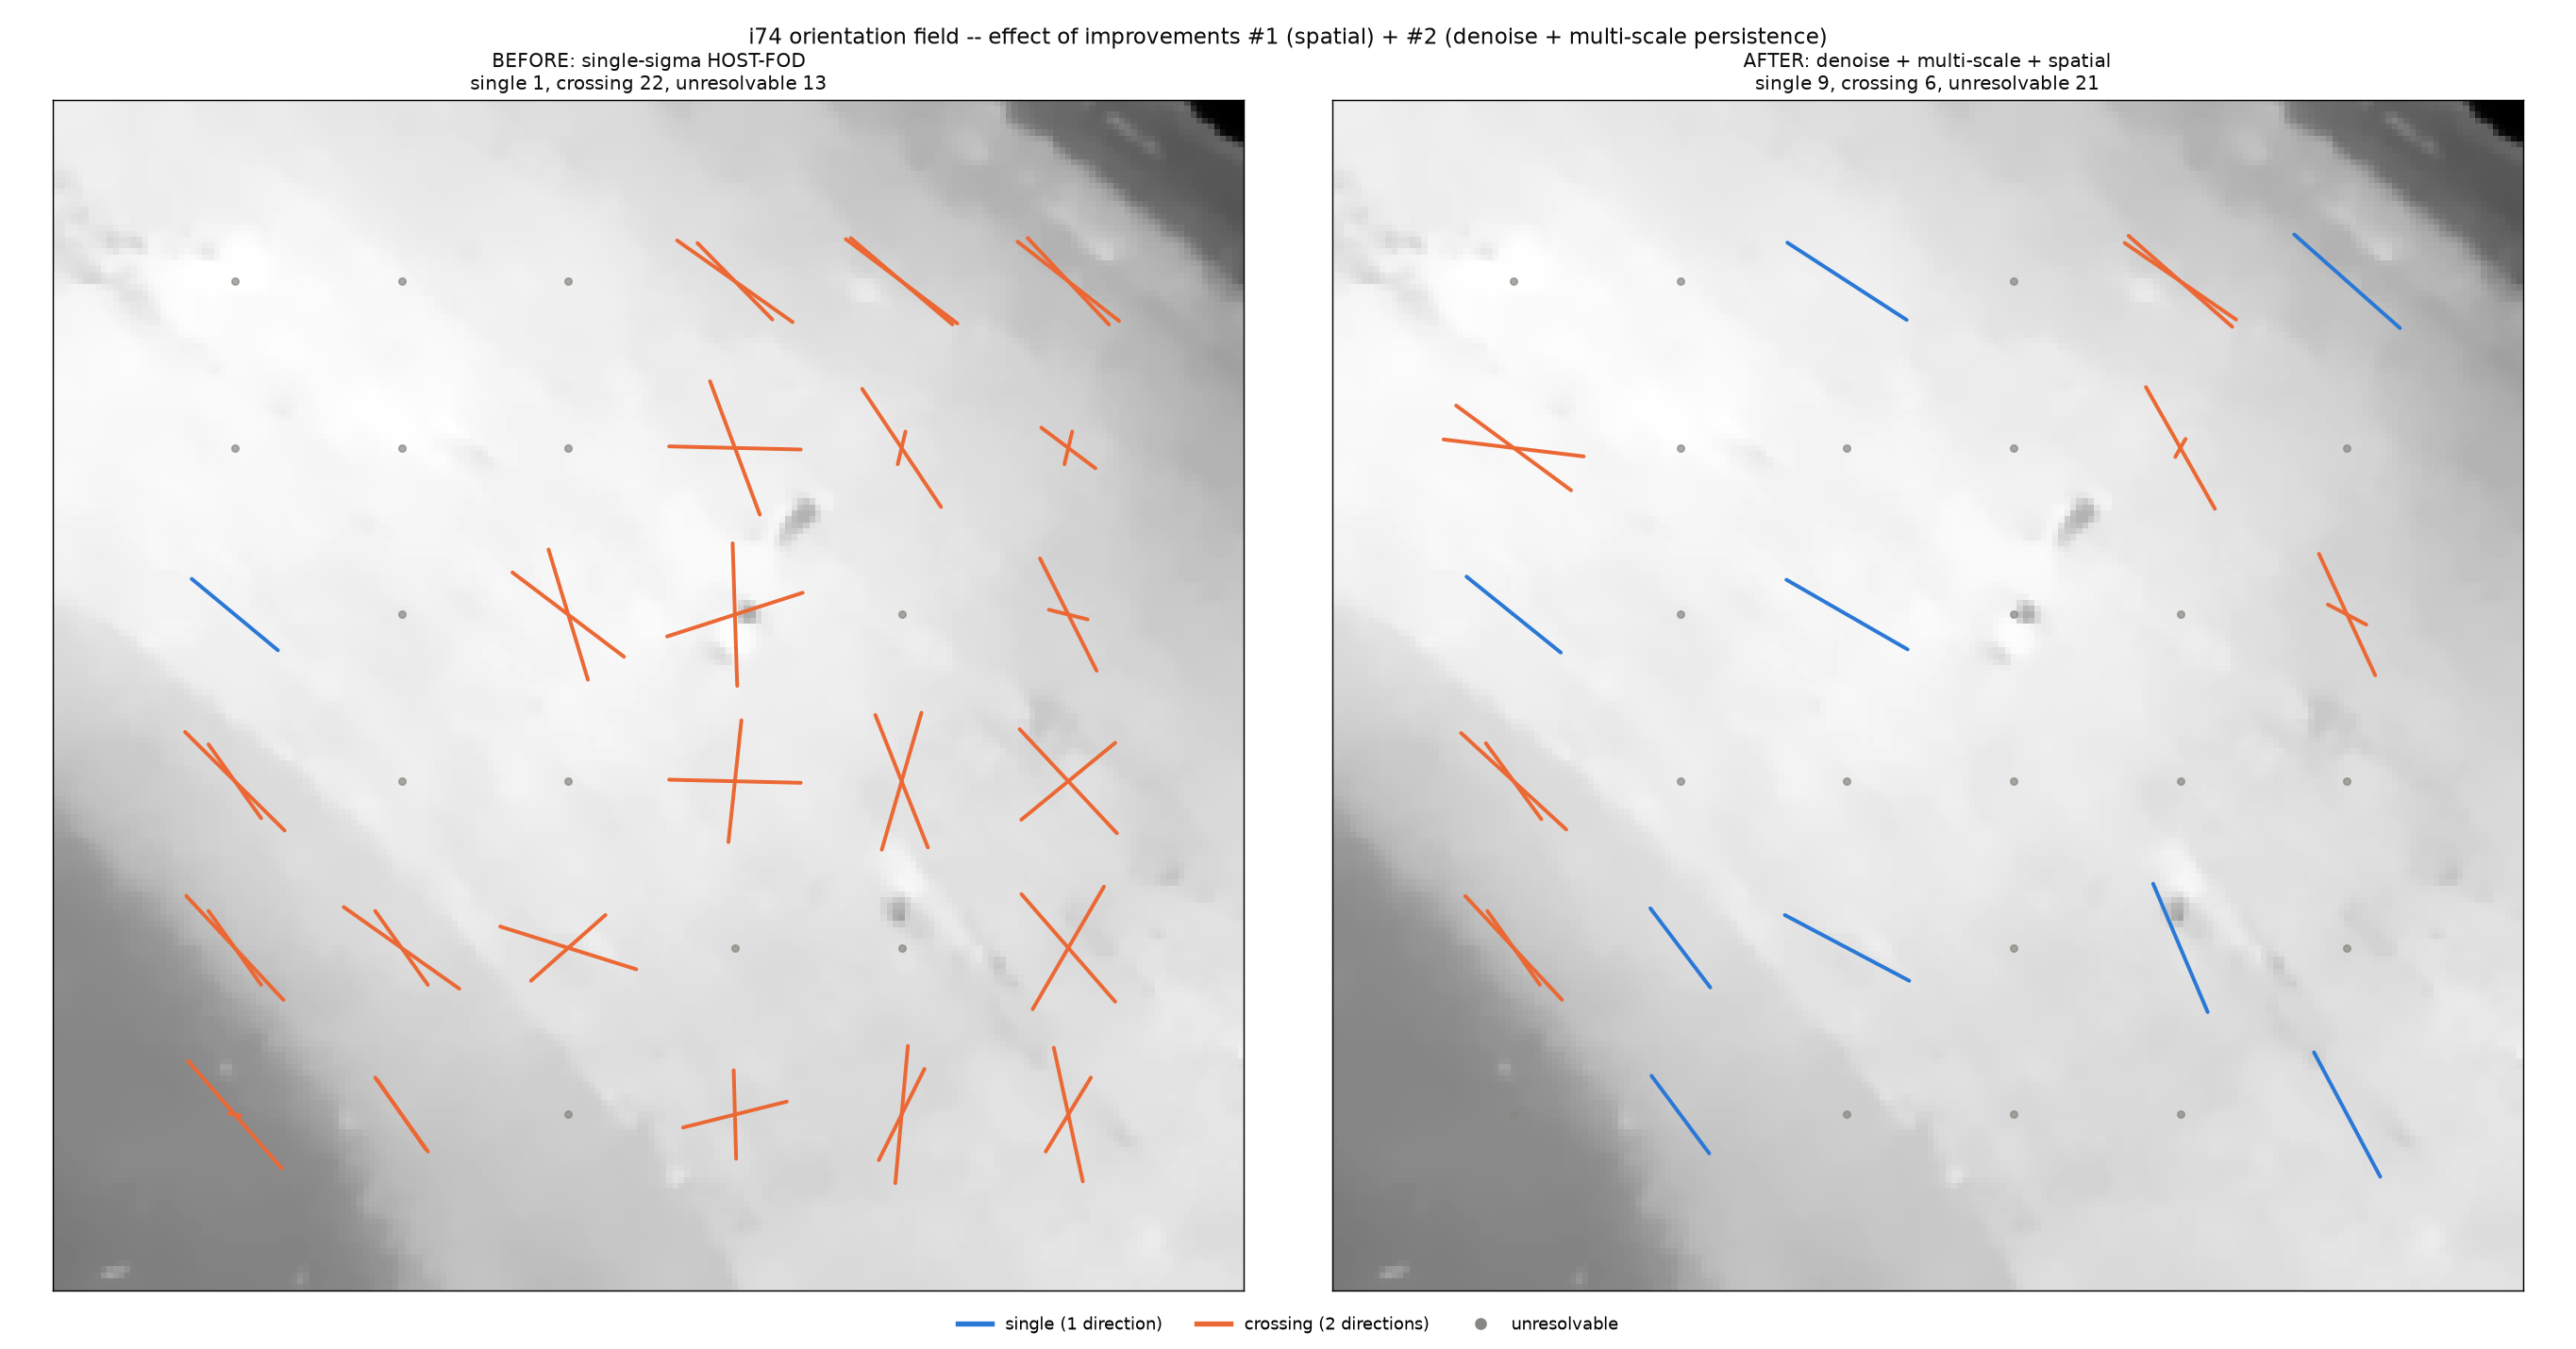 i74 orientation field -- effect of improvements #1 (spatial) + #2 (denoise + multi-scale persistence)
BEFORE: single-sigma HOST-FOD
single 1, crossing 22, unresolvable 13
AFTER: denoise + multi-scale + spatial
single 9, crossing 6, unresolvable 21
single (1 direction)
crossing (2 directions)
unresolvable